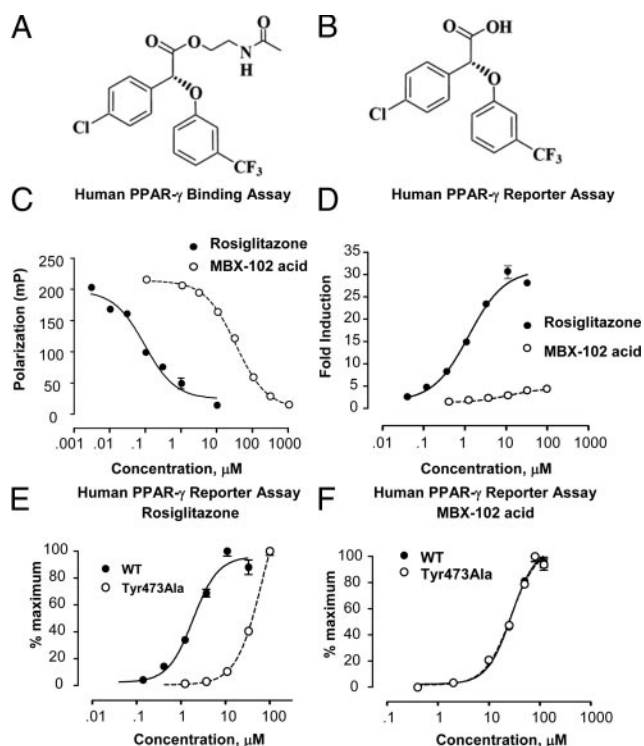 A
B
O
O
O
N
H
Cl
O
CF3
O
OH
O
Cl
CF3
Human PPAR-γ Binding Assay
Human PPAR-γ Reporter Assay
C
Polarization (mP)
250
200
150
100
50
0
Rosiglitazone
MBX-102 acid
.001
.01
.1
1
10
100
1000
Concentration, μM
D
Fold Induction
35
30
25
20
15
10
5
0
Rosiglitazone
MBX-102 acid
.01
0.1
1
10
100
1000
Concentration, μM
E
Human PPAR-γ Reporter Assay
Rosiglitazone
% maximum
100
80
60
40
20
0
WT
Tyr473Ala
.01
.1
1
10
100
Concentration, μM
F
Human PPAR-γ Reporter Assay
MBX-102 acid
% maximum
100
80
60
40
20
0
WT
Tyr473Ala
.1
1
10
100
1000
Concentration, μM